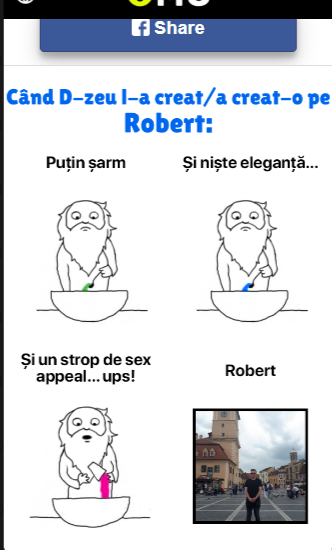 Share
Când D-zeu l-a creat/a creat-o pe
Robert:
Puțin șarm
Și niște eleganță...
Și un strop de sex
appeal... ups!
Robert